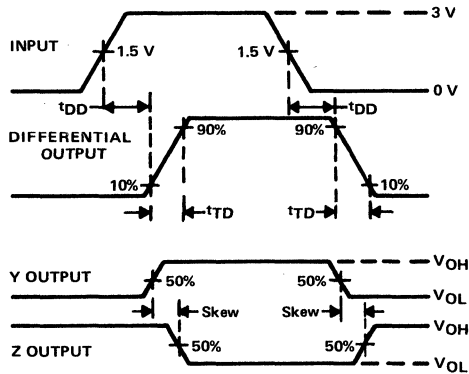 3 V
INPUT
1.5 V
1.5 V
0 V
tDD
tDD
DIFFERENTIAL
OUTPUT
90%
90%
10%
10%
tTD
tTD
VOH
Y OUTPUT
50%
50%
VOL
Skew
Skew
VOH
Z OUTPUT
50%
50%
VOL